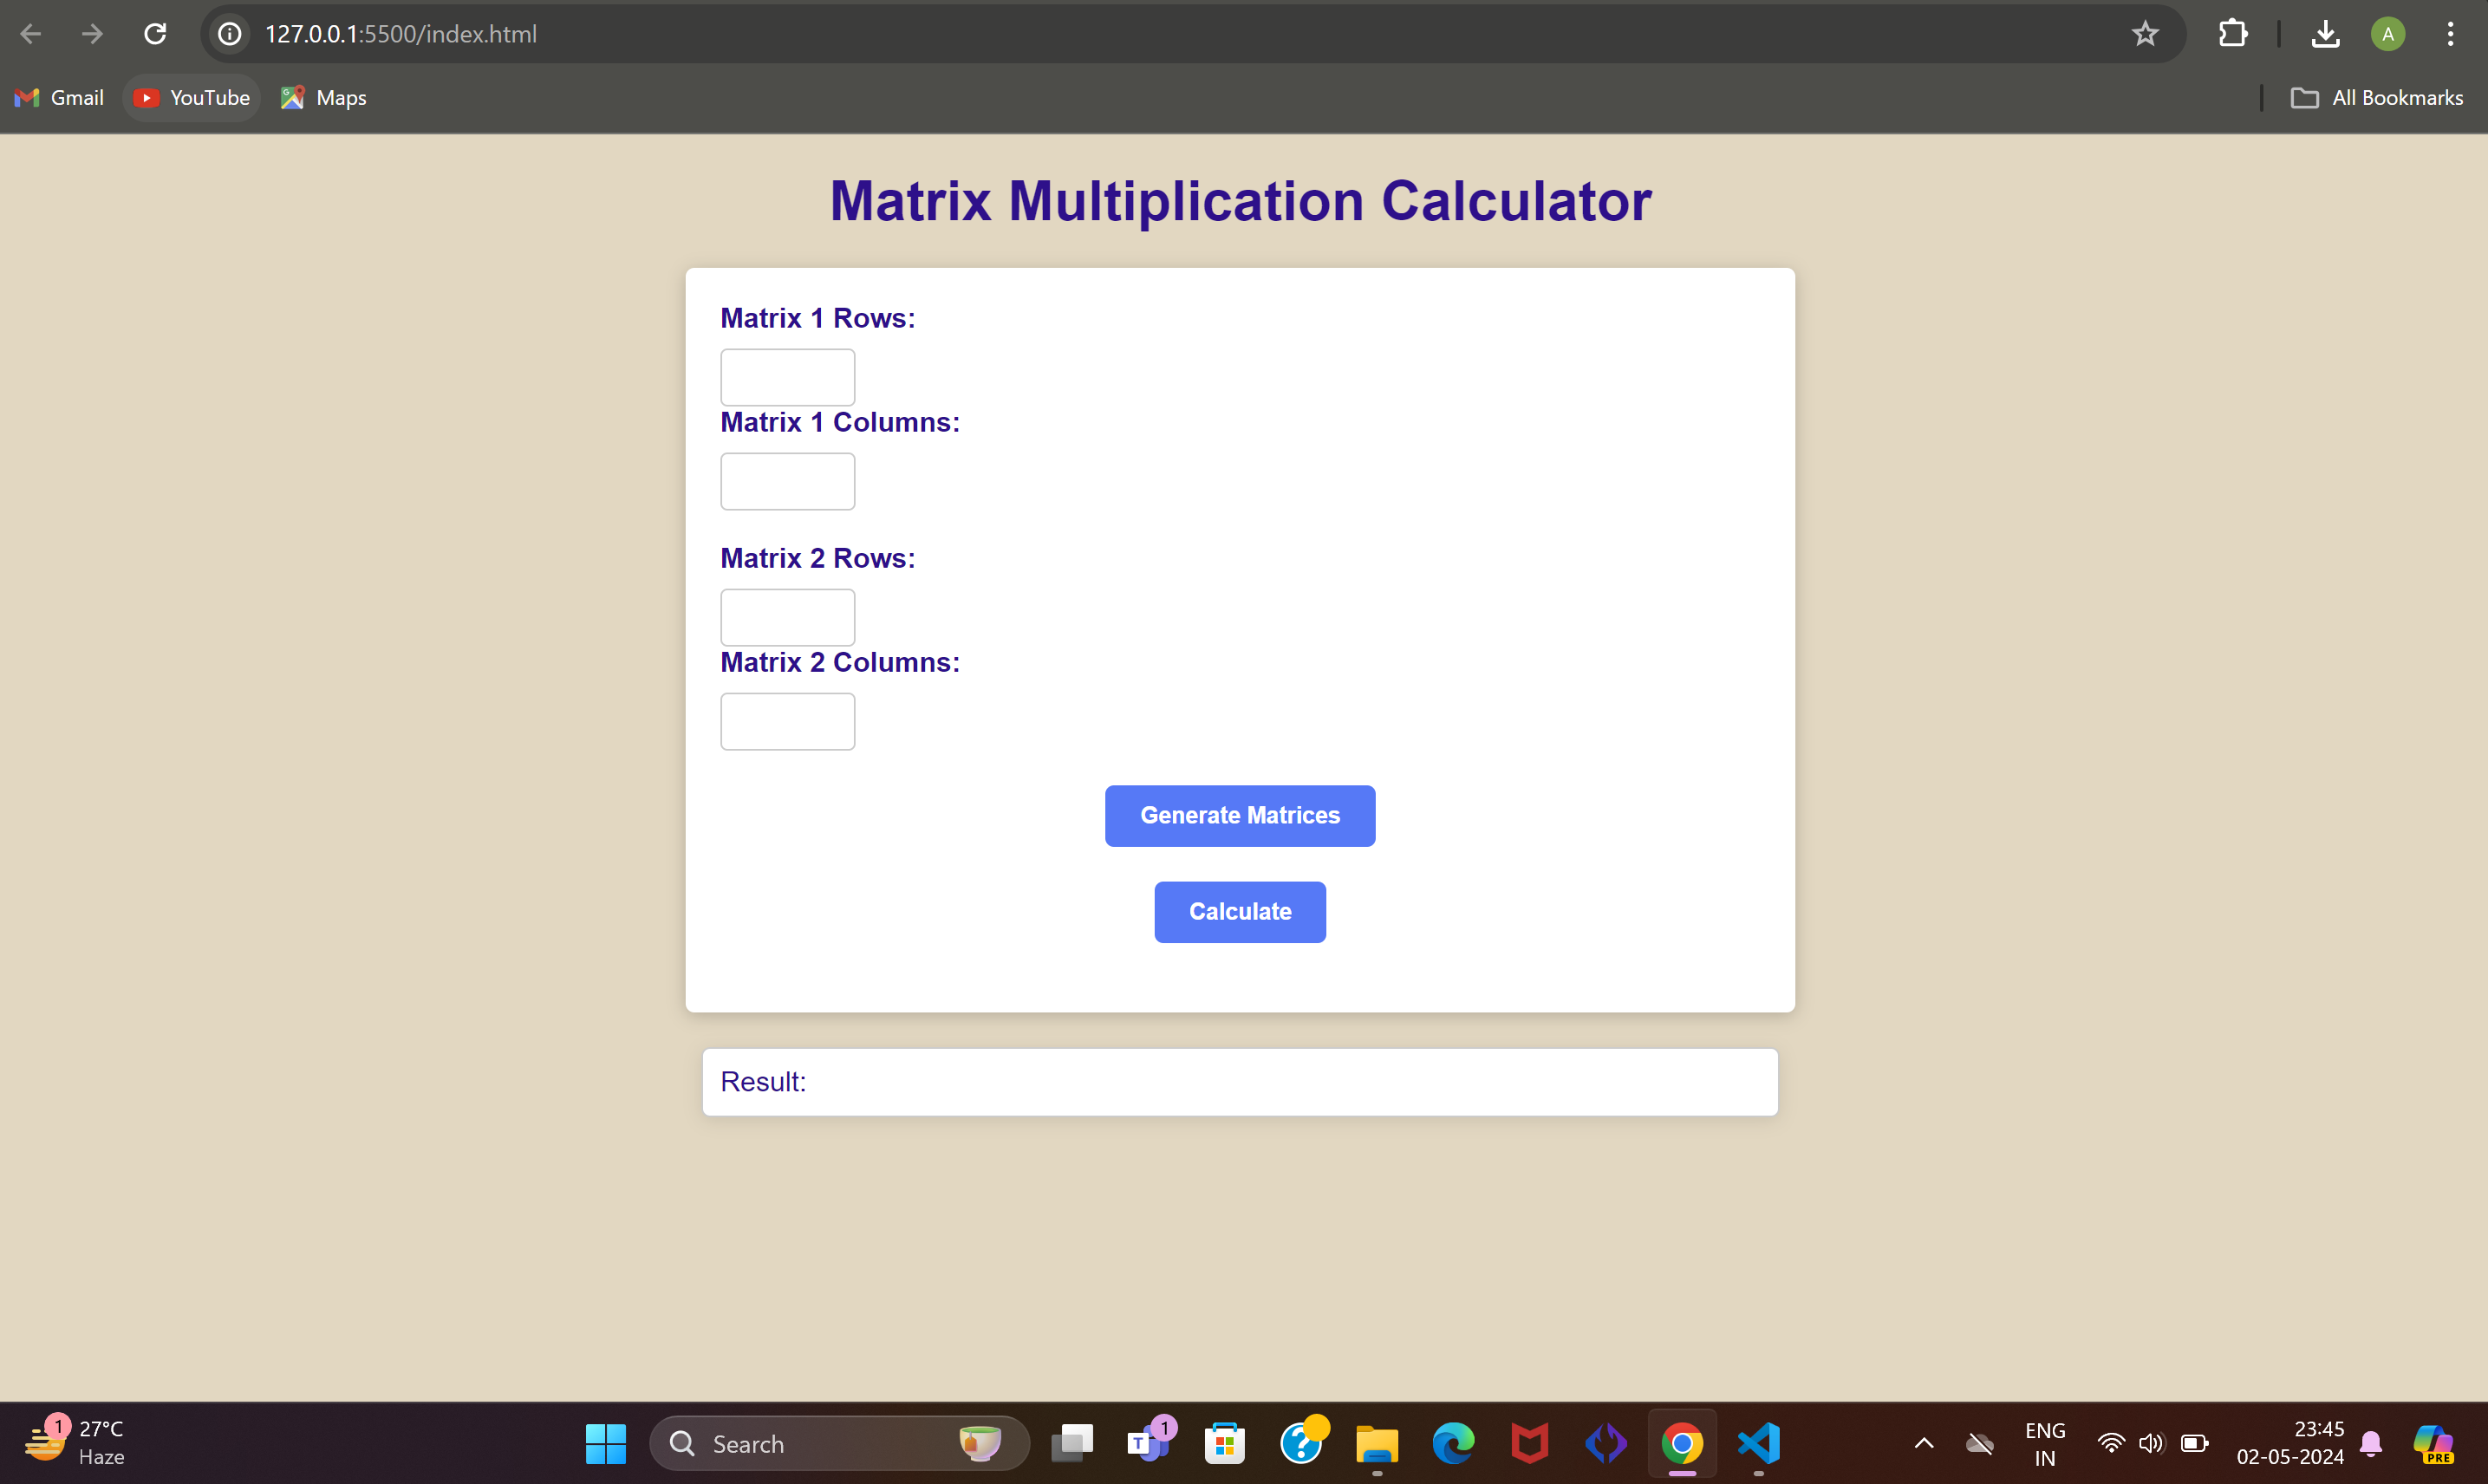 127.0.0.1:5500/index.html
A
Gmail
YouTube
Maps
All Bookmarks
Matrix Multiplication Calculator
Matrix 1 Rows:
Matrix 1 Columns:
Matrix 2 Rows:
Matrix 2 Columns:
Generate Matrices
Calculate
Result:
1
27°C
Haze
Search
T
1
ENG
IN
23:45
02-05-2024
PRE